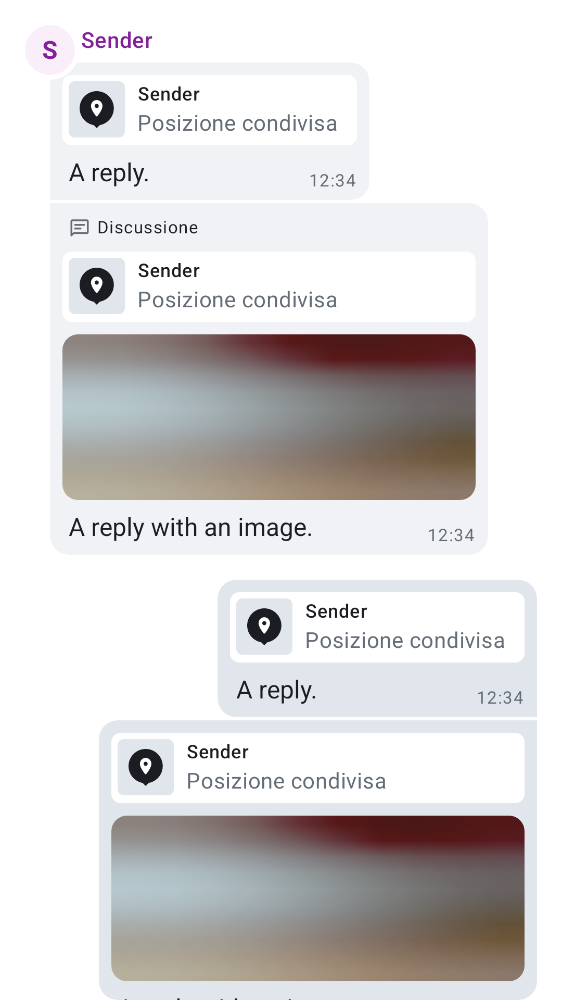 S
Sender
Sender
Posizione condivisa
A reply.
12:34
Discussione
Sender
Posizione condivisa
A reply with an image.
12:34
Sender
Posizione condivisa
A reply.
12:34
Sender
Posizione condivisa